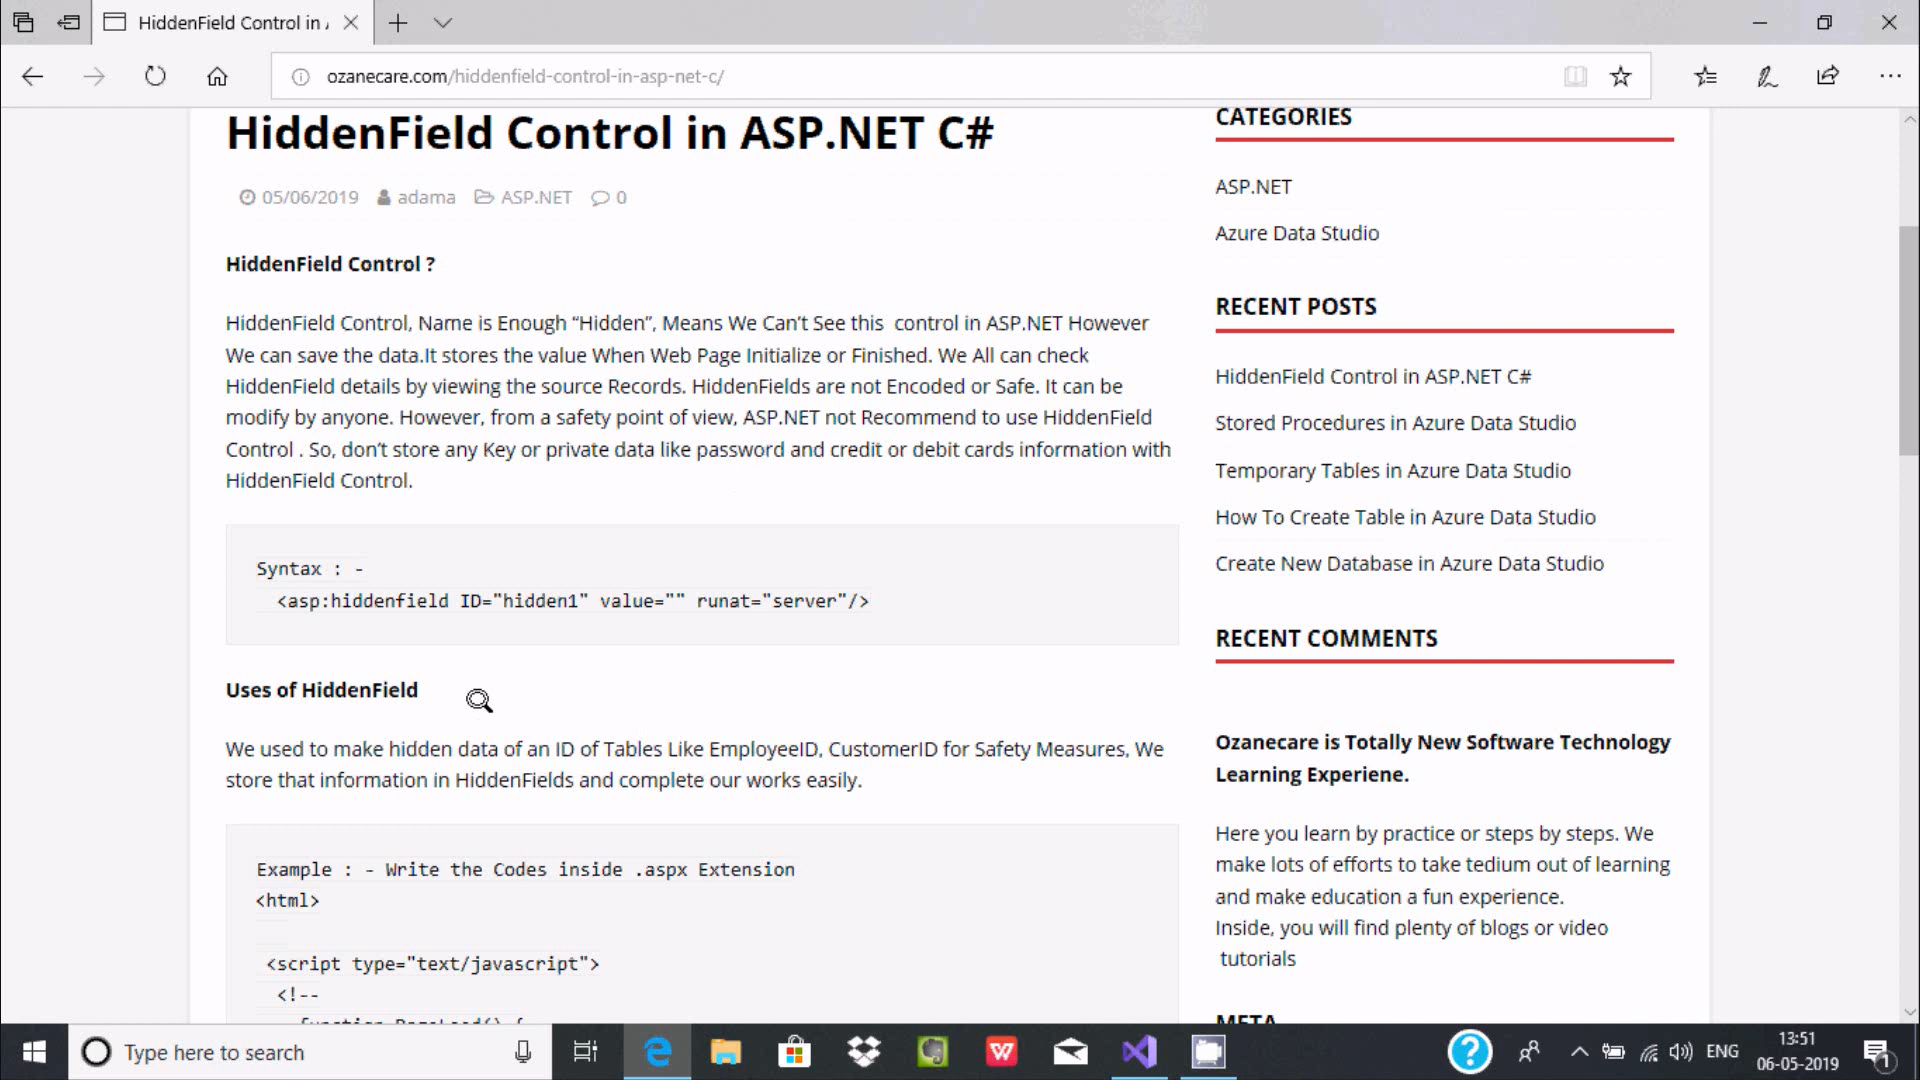 HiddenField Control in A
ozanecare.com/hiddenfield-control-in-asp-net-c/
HiddenField Control in ASP.NET C#
05/06/2019 adama ASP.NET 0
HiddenField Control ?
HiddenField Control, Name is Enough “Hidden”, Means We Can’t See this  control in ASP.NET However
We can save the data.It stores the value When Web Page Initialize or Finished. We All can check
HiddenField details by viewing the source Records. HiddenFields are not Encoded or Safe. It can be
modify by anyone. However, from a safety point of view, ASP.NET not Recommend to use HiddenField
Control . So, don’t store any Key or private data like password and credit or debit cards information with
HiddenField Control.
Syntax : -
<asp:hiddenfield ID="hidden1" value="" runat="server"/>
Uses of HiddenField
We used to make hidden data of an ID of Tables Like EmployeeID, CustomerID for Safety Measures, We
store that information in HiddenFields and complete our works easily.
Example : - Write the Codes inside .aspx Extension
<html>
<script type="text/javascript">
<!--
CATEGORIES
ASP.NET
Azure Data Studio
RECENT POSTS
HiddenField Control in ASP.NET C#
Stored Procedures in Azure Data Studio
Temporary Tables in Azure Data Studio
How To Create Table in Azure Data Studio
Create New Database in Azure Data Studio
RECENT COMMENTS
Ozanecare is Totally New Software Technology
Learning Experiene.
Here you learn by practice or steps by steps. We
make lots of efforts to take tedium out of learning
and make education a fun experience.
Inside, you will find plenty of blogs or video
tutorials
META
Type here to search
ENG
13:51
06-05-2019
1